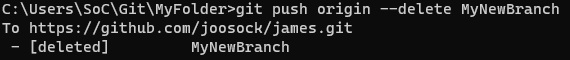 C:\Users\SoC\Git\MyFolder>git push origin --delete MyNewBranch
To https://github.com/joosock/james.git
 - [deleted]         MyNewBranch